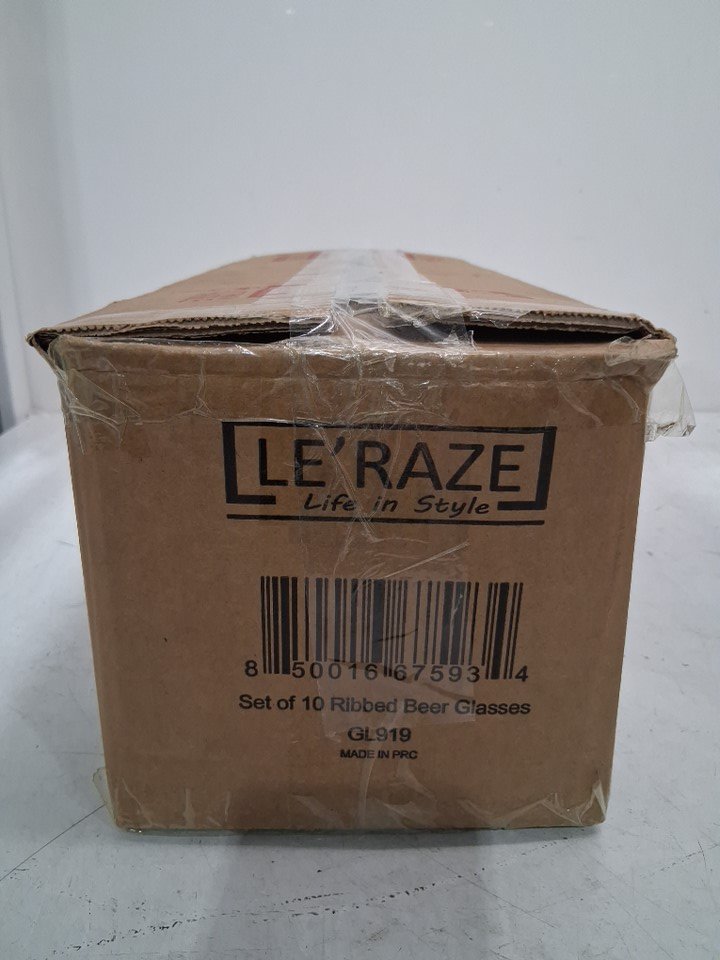 LE'RAZE
Life in Style
8 50016 67593 4
Set of 10 Ribbed Beer Glasses
GL919
MADE IN PRC